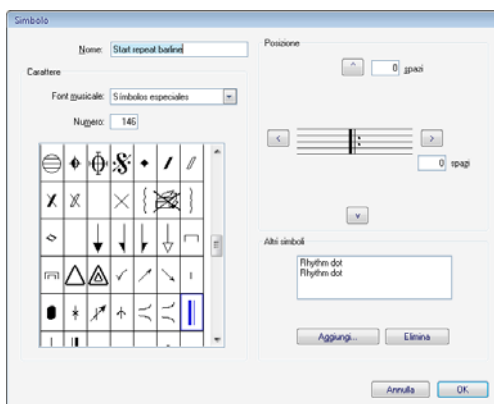 Simbolo
Nome: Start repeat barline
Carattere
Font musicale: Símbolos especiales
Numero: 146
Posizione
0 spazi
0 spazi
Altri simboli
Rhythm dot
Rhythm dot
Aggiungi... Elimina
Annulla OK